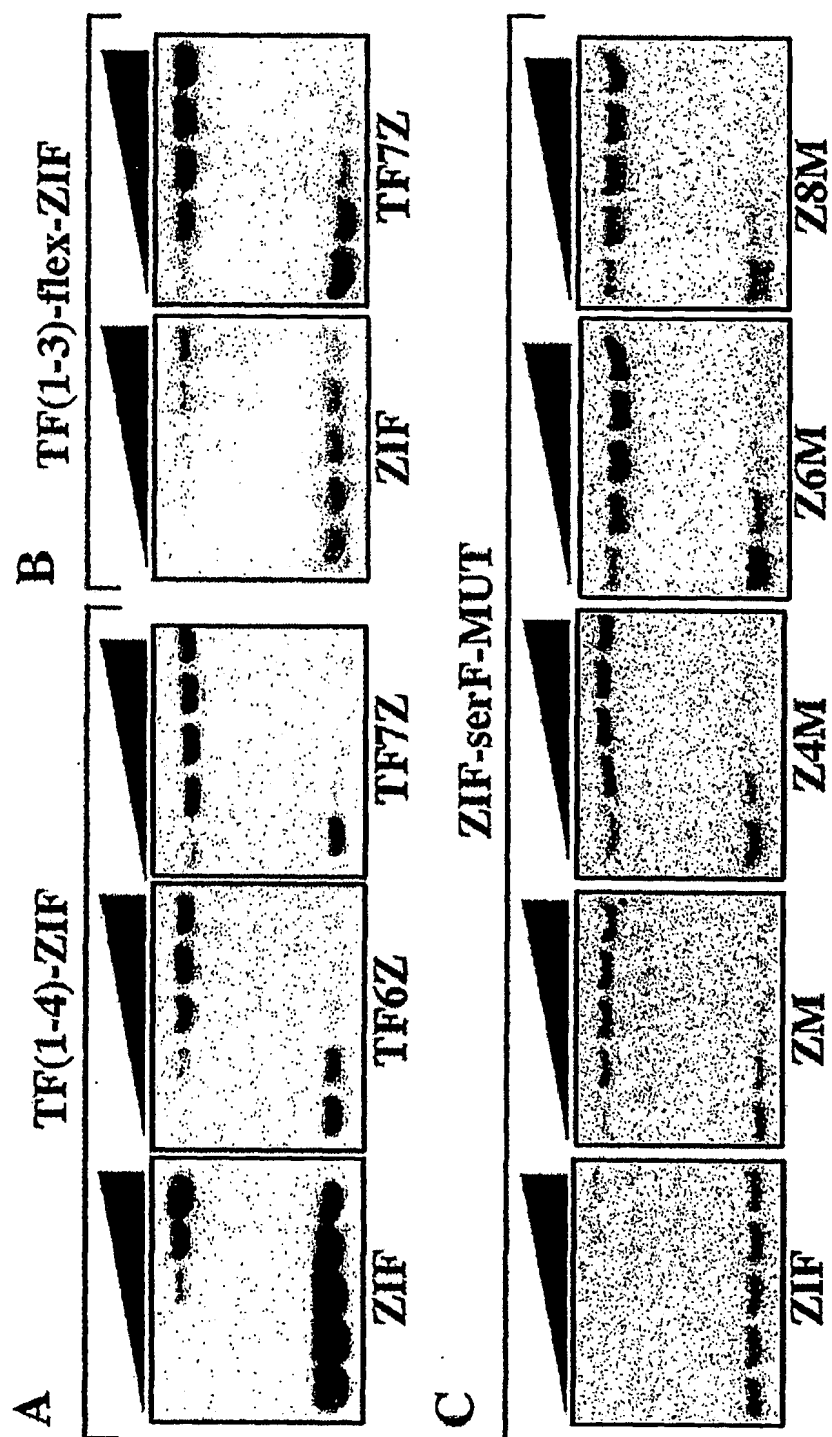 A
TF(1-4)-ZIF
ZIF
TF6Z
TF7Z
B
TF(1-3)-flex-ZIF
ZIF
TF7Z
C
ZIF-serF-MUT
ZIF
ZM
Z4M
Z6M
Z8M